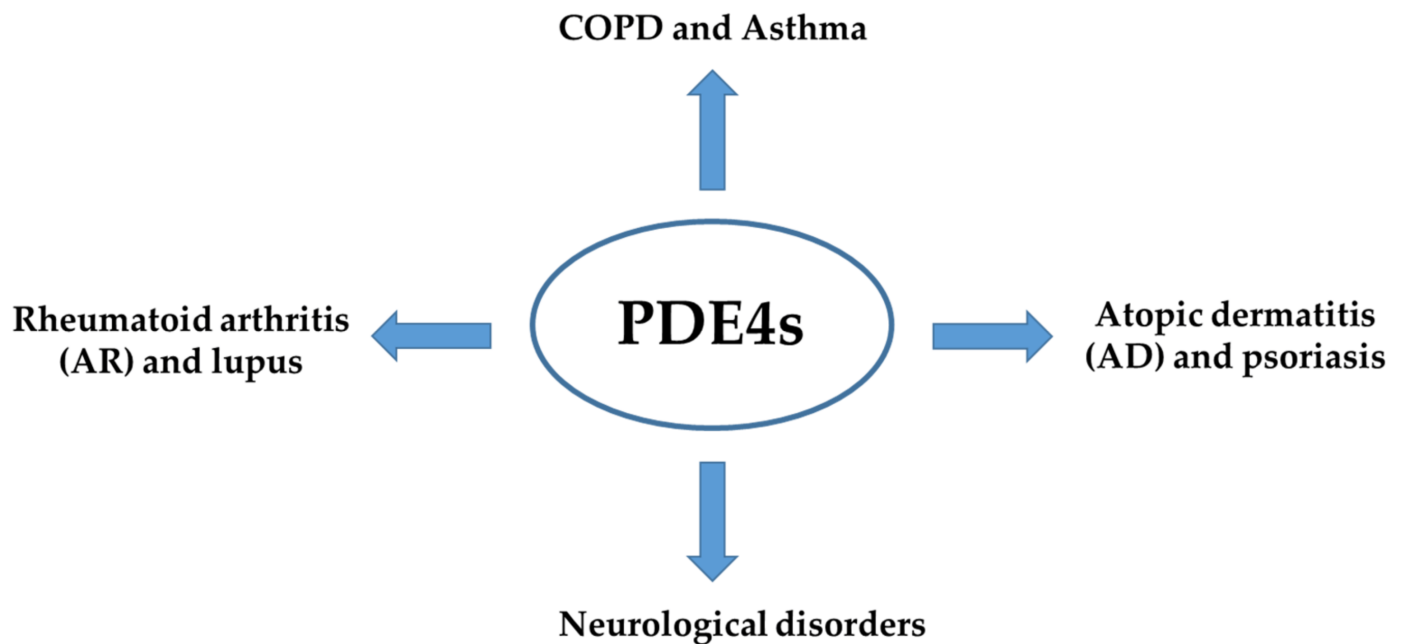 COPD and Asthma
Rheumatoid arthritis
(AR) and lupus
PDE4s
Atopic dermatitis
(AD) and psoriasis
Neurological disorders